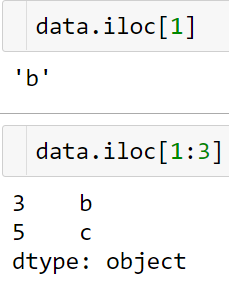 data.iloc[1]
'b'
data.iloc[1:3]
3    b
5    c
dtype: object